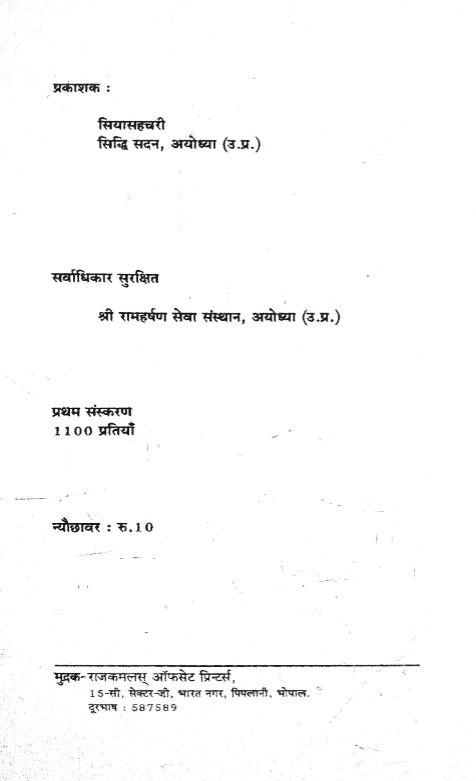 प्रकाशक :
सियासहचरी
सिद्धि सदन, अयोध्या (उ.प्र.)
सर्वाधिकार सुरक्षित
श्री रामहर्षण सेवा संस्थान, अयोध्या (उ.प्र.)
प्रथम संस्करण
1100 प्रतियाँ
न्यौछावर : रु.10
मुद्रक-राजकमलस् ऑफसेट प्रिन्टर्स,
15-सी, सेक्टर-जी, भारत नगर, पिपलानी, भोपाल.
दूरभाष : 587589